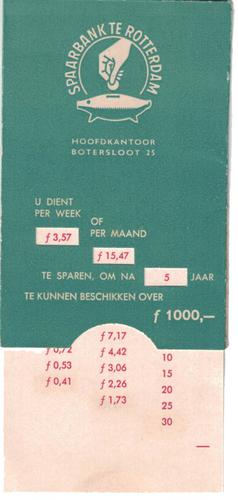 SPAARBANK TE ROTTERDAM
HOOFDKANTOOR
BOTERSLOOT 25
U DIENT
PER WEEK
OF
ƒ 3,57
PER MAAND
ƒ 15,47
TE SPAREN, OM NA 5 JAAR
TE KUNNEN BESCHIKKEN OVER
ƒ 1000,—
ƒ 7,17
ƒ 0,72 ƒ 4,42 10
ƒ 0,53 ƒ 3,06 15
ƒ 0,41 ƒ 2,26 20
ƒ 1,73 25
30
—